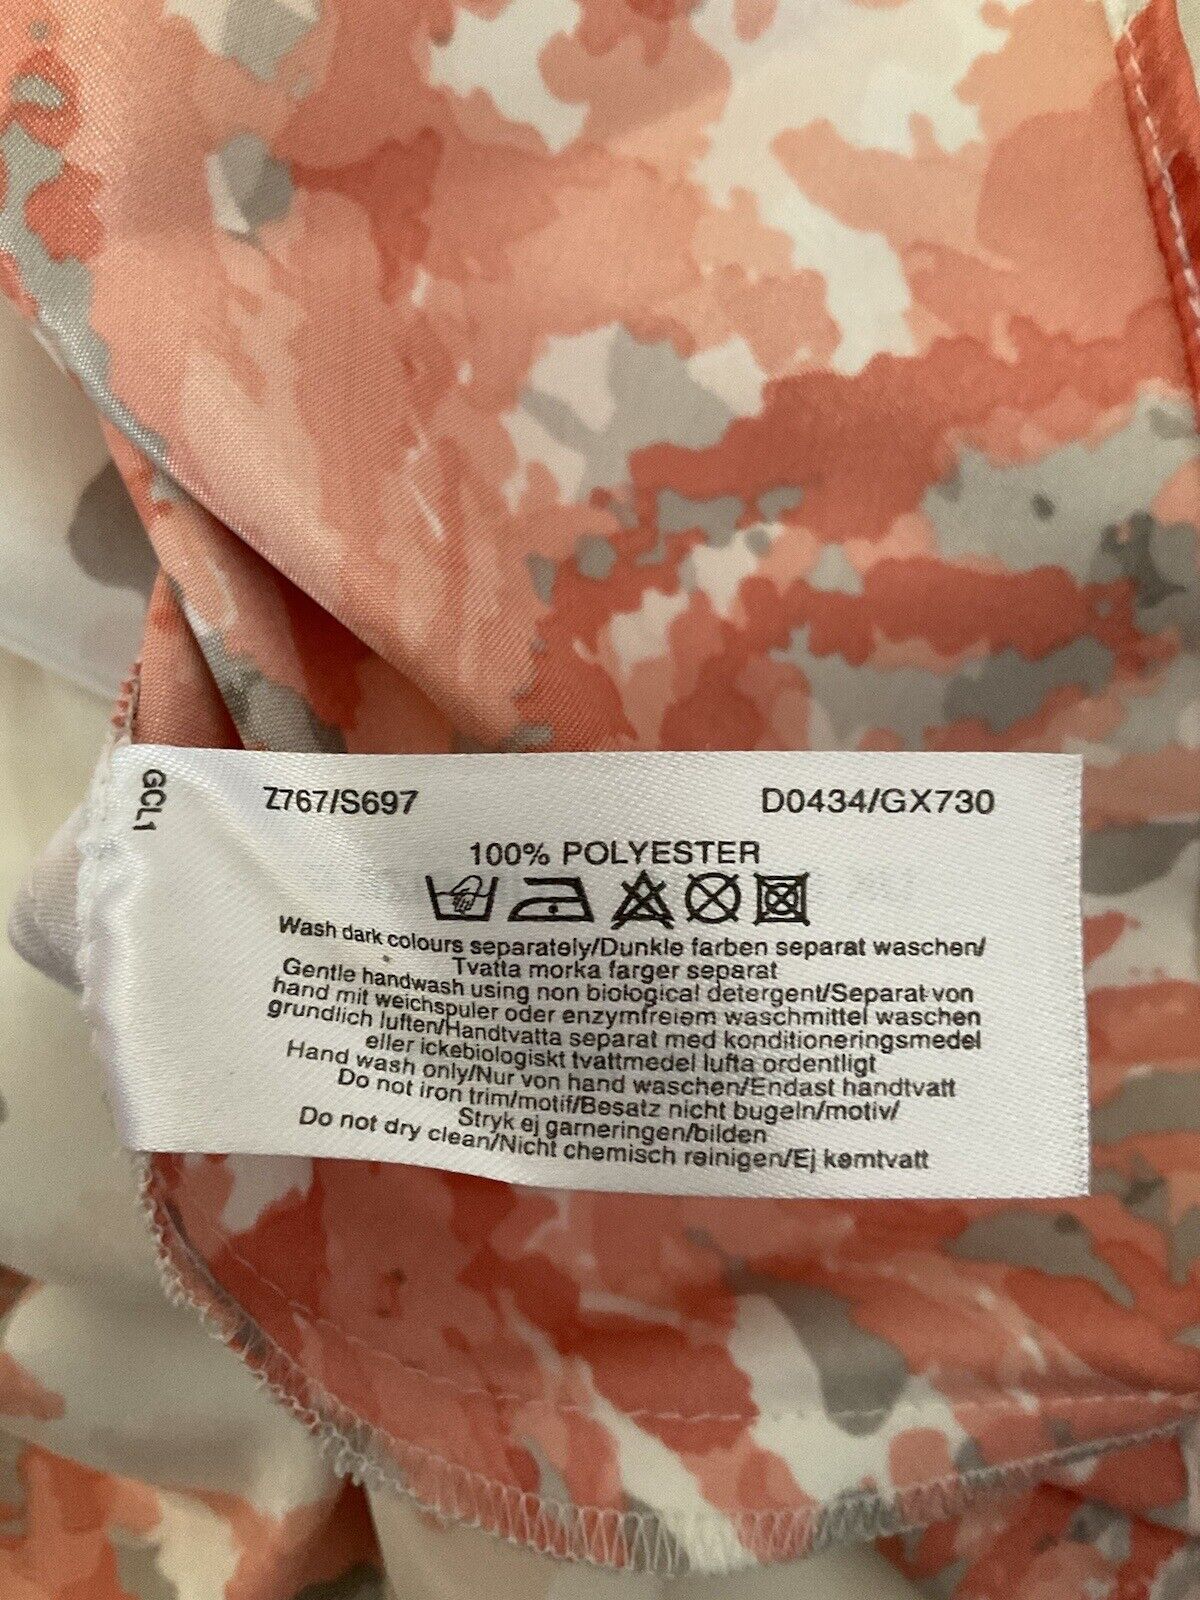 GCL1
Z767/S697 D0434/GX730
100% POLYESTER
Wash dark colours separately/Dunkle farben separat waschen/
Tvatta morka farger separat
Gentle handwash using non biological detergent/Separat von
hand mit weichspuler oder enzymfreiem waschmittel waschen
grundlich luften/Handtvatta separat med konditioneringsmedel
eller ickebiologiskt tvattmedel lufta ordentligt
Hand wash only/Nur von hand waschen/Endast handtvatt
Do not iron trim/motif/Besatz nicht bugeln/motiv/
Stryk ej garneringen/bilden
Do not dry clean/Nicht chemisch reinigen/Ej kemtvatt